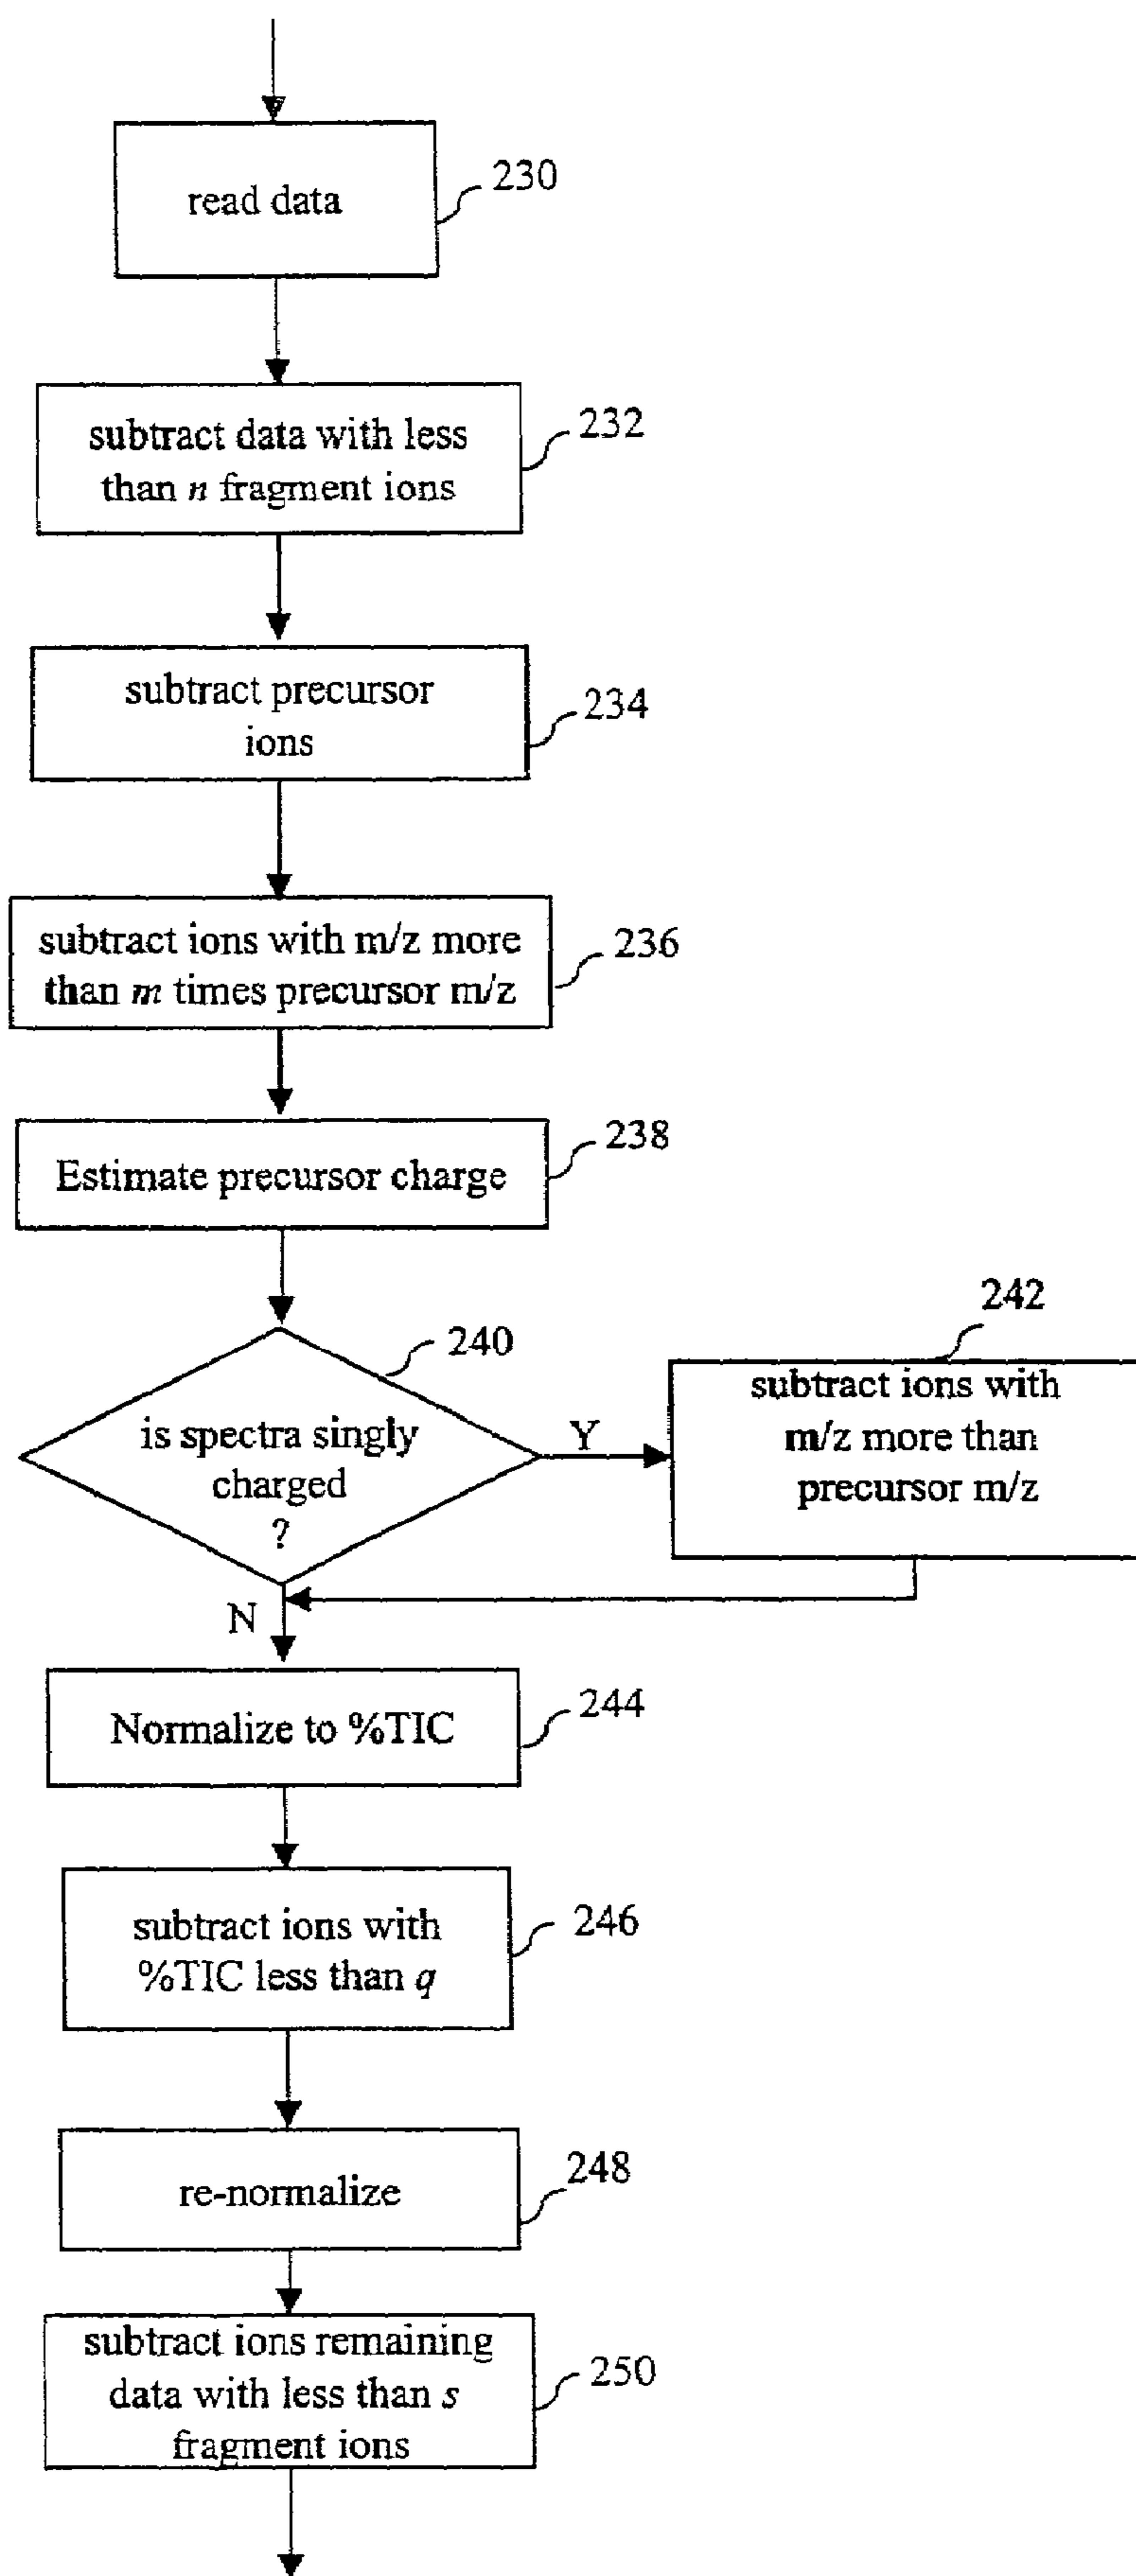 read data
230
subtract data with less
than n fragment ions
232
subtract precursor
ions
234
subtract ions with m/z more
than m times precursor m/z
236
Estimate precursor charge
238
240
is spectra singly
charged
?
Y
242
subtract ions with
m/z more than
precursor m/z
N
Normalize to %TIC
244
subtract ions with
%TIC less than q
246
re-normalize
248
subtract ions remaining
data with less than s
fragment ions
250